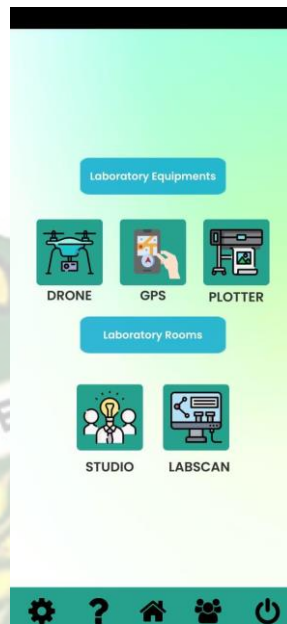 Laboratory Equipments
DRONE GPS PLOTTER
Laboratory Rooms
STUDIO LABSCAN
?